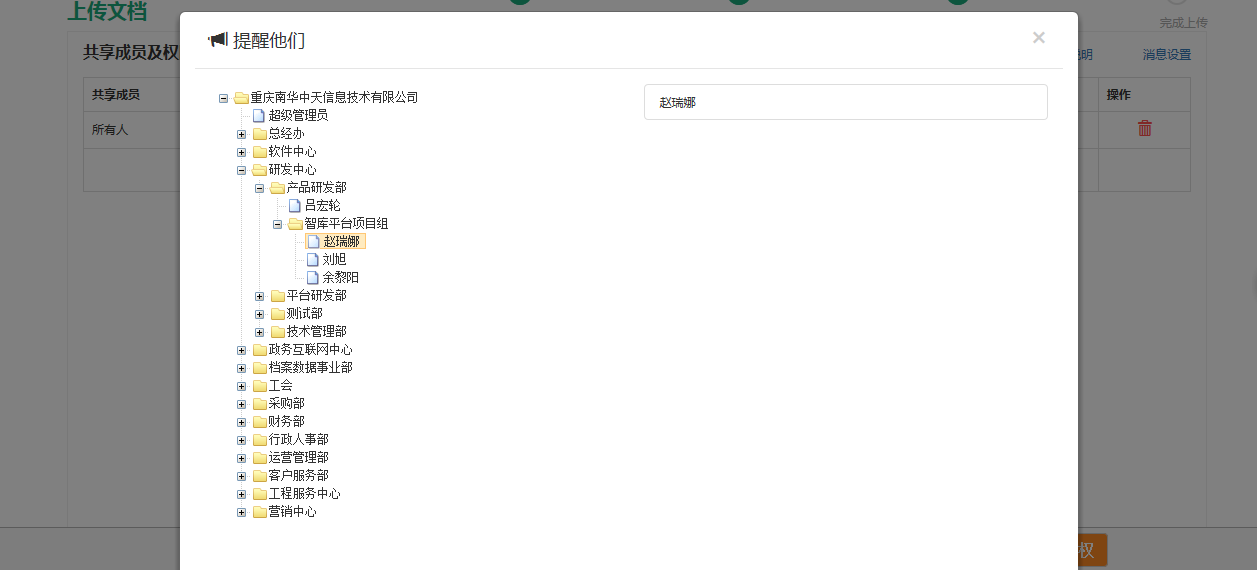 上传文档
完成上传
共享成员及权
明
消息设置
共享成员
操作
所有人
提醒他们
×
重庆南华中天信息技术有限公司
超级管理员
总经办
软件中心
研发中心
产品研发部
吕宏轮
智库平台项目组
赵瑞娜
刘旭
余黎阳
平台研发部
测试部
技术管理部
政务互联网中心
档案数据事业部
工会
采购部
财务部
行政人事部
运营管理部
客户服务部
工程服务中心
营销中心
赵瑞娜
权